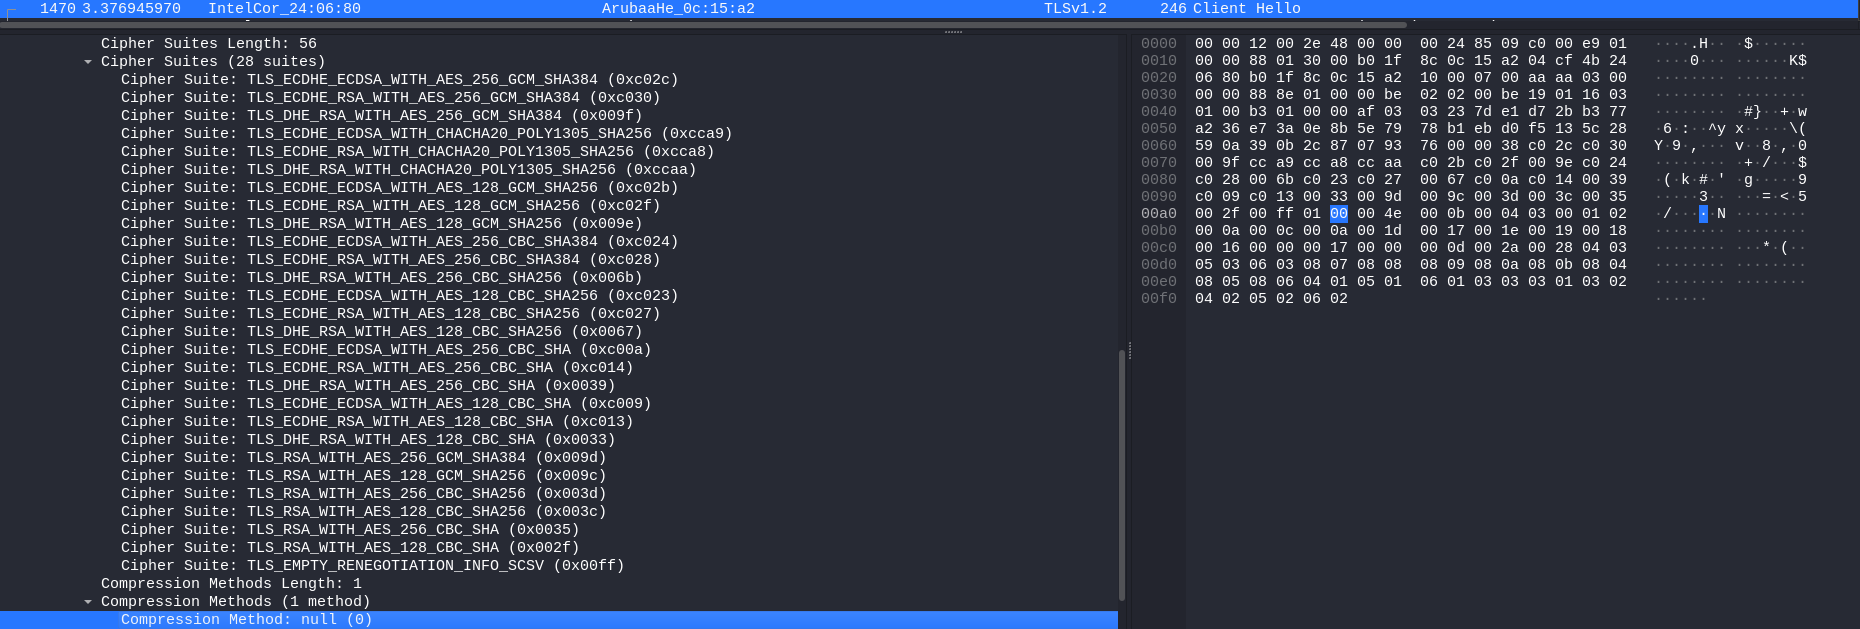 1470 3.376945970 IntelCor_24:06:80 ArubaaHe_0c:15:a2 TLSv1.2 246 Client Hello
Cipher Suites Length: 56
Cipher Suites (28 suites)
Cipher Suite: TLS_ECDHE_ECDSA_WITH_AES_256_GCM_SHA384 (0xc02c)
Cipher Suite: TLS_ECDHE_RSA_WITH_AES_256_GCM_SHA384 (0xc030)
Cipher Suite: TLS_DHE_RSA_WITH_AES_256_GCM_SHA384 (0x009f)
Cipher Suite: TLS_ECDHE_ECDSA_WITH_CHACHA20_POLY1305_SHA256 (0xcca9)
Cipher Suite: TLS_ECDHE_RSA_WITH_CHACHA20_POLY1305_SHA256 (0xcca8)
Cipher Suite: TLS_DHE_RSA_WITH_CHACHA20_POLY1305_SHA256 (0xccaa)
Cipher Suite: TLS_ECDHE_ECDSA_WITH_AES_128_GCM_SHA256 (0xc02b)
Cipher Suite: TLS_ECDHE_RSA_WITH_AES_128_GCM_SHA256 (0xc02f)
Cipher Suite: TLS_DHE_RSA_WITH_AES_128_GCM_SHA256 (0x009e)
Cipher Suite: TLS_ECDHE_ECDSA_WITH_AES_256_CBC_SHA384 (0xc024)
Cipher Suite: TLS_ECDHE_RSA_WITH_AES_256_CBC_SHA384 (0xc028)
Cipher Suite: TLS_DHE_RSA_WITH_AES_256_CBC_SHA256 (0x006b)
Cipher Suite: TLS_ECDHE_ECDSA_WITH_AES_128_CBC_SHA256 (0xc023)
Cipher Suite: TLS_ECDHE_RSA_WITH_AES_128_CBC_SHA256 (0xc027)
Cipher Suite: TLS_DHE_RSA_WITH_AES_128_CBC_SHA256 (0x0067)
Cipher Suite: TLS_ECDHE_ECDSA_WITH_AES_256_CBC_SHA (0xc00a)
Cipher Suite: TLS_ECDHE_RSA_WITH_AES_256_CBC_SHA (0xc014)
Cipher Suite: TLS_DHE_RSA_WITH_AES_256_CBC_SHA (0x0039)
Cipher Suite: TLS_ECDHE_ECDSA_WITH_AES_128_CBC_SHA (0xc009)
Cipher Suite: TLS_ECDHE_RSA_WITH_AES_128_CBC_SHA (0xc013)
Cipher Suite: TLS_DHE_RSA_WITH_AES_128_CBC_SHA (0x0033)
Cipher Suite: TLS_RSA_WITH_AES_256_GCM_SHA384 (0x009d)
Cipher Suite: TLS_RSA_WITH_AES_128_GCM_SHA256 (0x009c)
Cipher Suite: TLS_RSA_WITH_AES_256_CBC_SHA256 (0x003d)
Cipher Suite: TLS_RSA_WITH_AES_128_CBC_SHA256 (0x003c)
Cipher Suite: TLS_RSA_WITH_AES_256_CBC_SHA (0x0035)
Cipher Suite: TLS_RSA_WITH_AES_128_CBC_SHA (0x002f)
Cipher Suite: TLS_EMPTY_RENEGOTIATION_INFO_SCSV (0x00ff)
Compression Methods Length: 1
Compression Methods (1 method)
Compression Method: null (0)
0000 00 00 12 00 2e 48 00 00 00 24 85 09 c0 00 e9 01 ····.H·· ·$······
0010 00 00 88 01 30 00 b0 1f 8c 0c 15 a2 04 cf 4b 24 ····0··· ······K$
0020 06 80 b0 1f 8c 0c 15 a2 10 00 07 00 aa aa 03 00 ········ ········
0030 00 00 88 8e 01 00 00 be 02 02 00 be 19 01 16 03 ········ ········
0040 01 00 b3 01 00 00 af 03 03 23 7d e1 d7 2b b3 77 ········ ·#}··+·w
0050 a2 36 e7 3a 0e 8b 5e 79 78 b1 eb d0 f5 13 5c 28 ·6·:··^y x·····\(
0060 59 0a 39 0b 2c 87 07 93 76 00 00 38 c0 2c c0 30 Y·9·,··· v··8·,·0
0070 00 9f cc a9 cc a8 cc aa c0 2b c0 2f 00 9e c0 24 ········ ·+·/···$
0080 c0 28 00 6b c0 23 c0 27 00 67 c0 0a c0 14 00 39 ·(·k·#·' ·g·····9
0090 c0 09 c0 13 00 33 00 9d 00 9c 00 3d 00 3c 00 35 ·····3·· ···=·<·5
00a0 00 2f 00 ff 01 00 00 4e 00 0b 00 04 03 00 01 02 ·/·····N ········
00b0 00 0a 00 0c 00 0a 00 1d 00 17 00 1e 00 19 00 18 ········ ········
00c0 00 16 00 00 00 17 00 00 00 0d 00 2a 00 28 04 03 ········ ···*·(··
00d0 05 03 06 03 08 07 08 08 08 09 08 0a 08 0b 08 04 ········ ········
00e0 08 05 08 06 04 01 05 01 06 01 03 03 03 01 03 02 ········ ········
00f0 04 02 05 02 06 02 ······